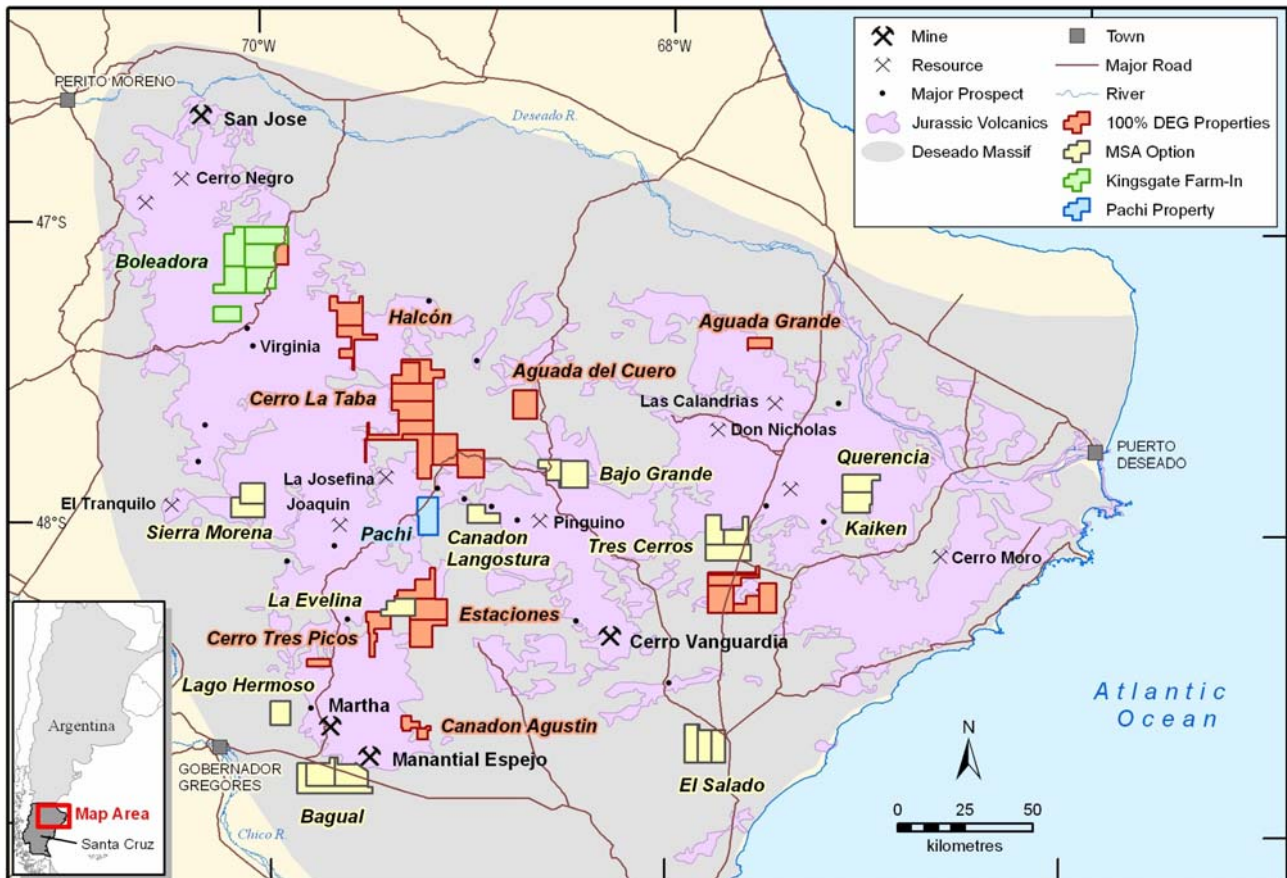 70°W
68°W
Mine
Town
Resource
Major Road
Major Prospect
River
Jurassic Volcanics
100% DEG Properties
Deseado Massif
MSA Option
Kingsgate Farm-In
Pachi Property
PERITO MORENO
San Jose
Deseado R.
Cerro Negro
47°S
Boleadora
Halcón
Virginia
Aguada Grande
Aguada del Cuero
Cerro La Taba
Las Calandrias
Don Nicholas
PUERTO
DESEADO
Querencia
Bajo Grande
La Josefina
El Tranquilo
Joaquin
48°S
Sierra Morena
Pachi
Canadon
Langostura
Pinguino
Tres Cerros
Kaiken
Cerro Moro
La Evelina
Estaciones
Cerro Tres Picos
Cerro Vanguardia
Lago Hermoso
Martha
Canadon Agustin
Manantial Espejo
GOBERNADOR
GREGORES
Bagual
El Salado
Chico R.
Atlantic
Ocean
N
0 25 50
kilometres
Argentina
Map Area
Santa Cruz